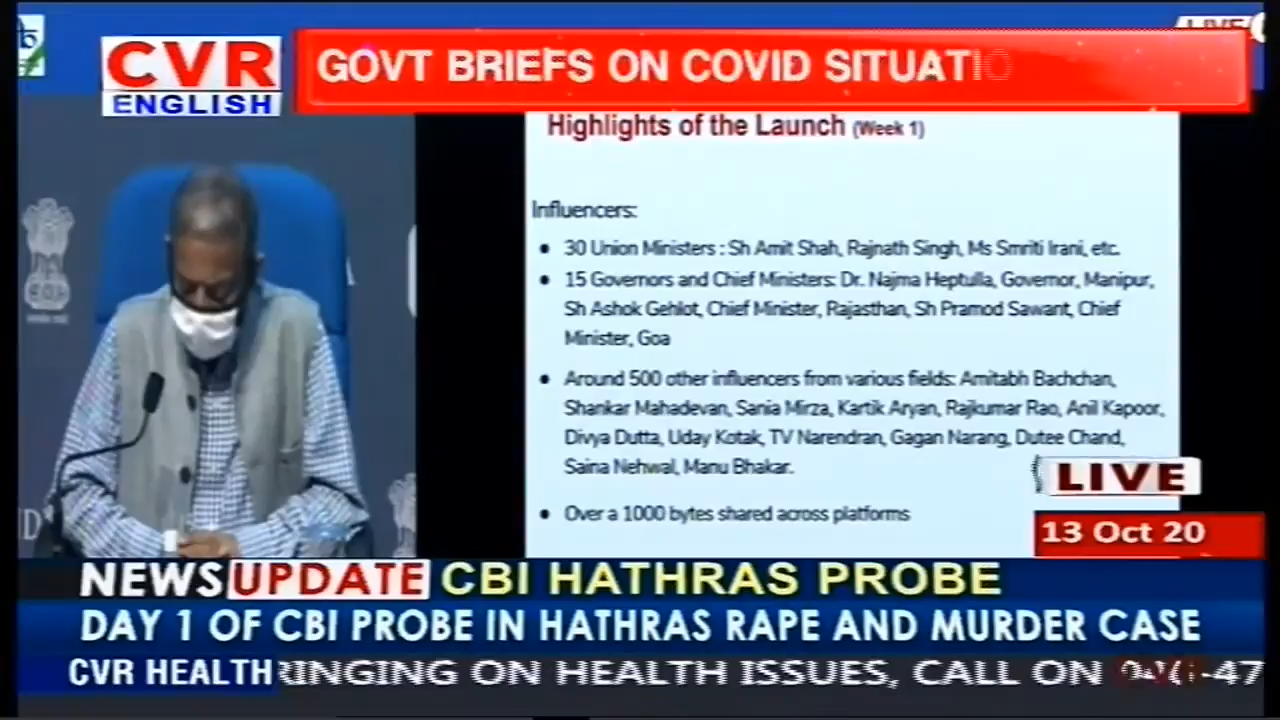 LIVE
CVR
ENGLISH
GOVT BRIEFS ON COVID SITUATIO
Highlights of the Launch (Week 1)
Influencers:
• 30 Union Ministers : Sh Amit Shah, Rajnath Singh, Ms Smriti Irani, etc.
• 15 Governors and Chief Ministers: Dr. Najma Heptulla, Governor, Manipur,
Sh Ashok Gehlot, Chief Minister, Rajasthan, Sh Pramod Sawant, Chief
Minister, Goa
• Around 500 other influencers from various fields: Amitabh Bachchan,
Shankar Mahadevan, Sania Mirza, Kartik Aryan, Rajkumar Rao, Anil Kapoor,
Divya Dutta, Uday Kotak, TV Narendran, Gagan Narang, Dutee Chand,
Saina Nehwal, Manu Bhakar.
• Over a 1000 bytes shared across platforms
LIVE
13 Oct 20
NEWS UPDATE CBI HATHRAS PROBE
DAY 1 OF CBI PROBE IN HATHRAS RAPE AND MURDER CASE
CVR HEALTH RINGING ON HEALTH ISSUES, CALL ON